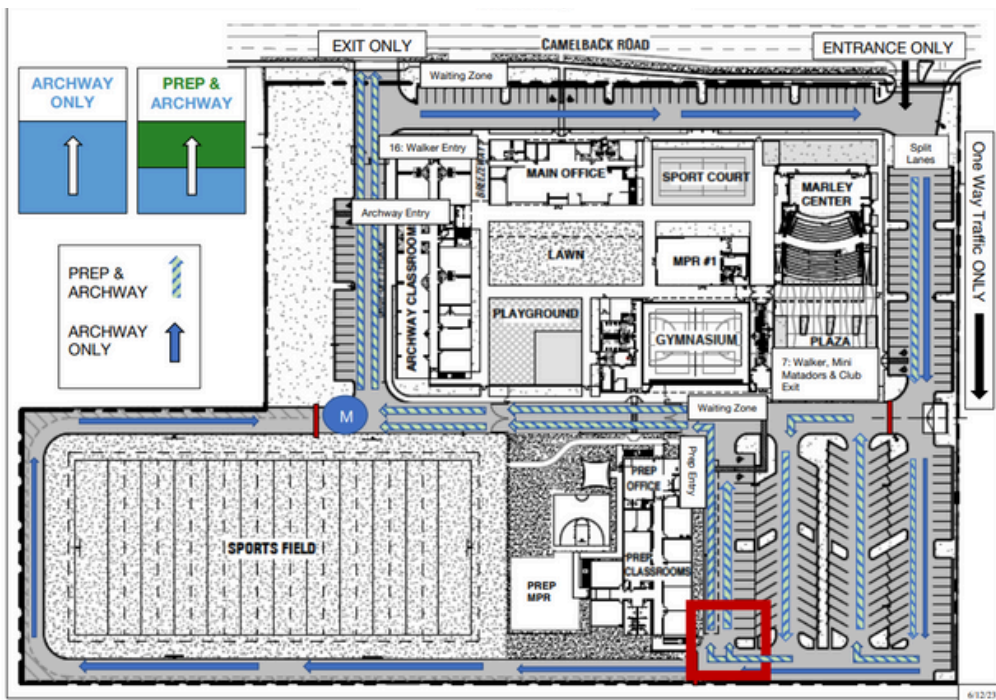 EXIT ONLY
CAMELBACK ROAD
ENTRANCE ONLY
Waiting Zone
ARCHWAY
ONLY
PREP &
ARCHWAY
16: Walker Entry
BREEZEWAY
MAIN OFFICE
SPORT COURT
MARLEY
CENTER
Split
Lanes
One Way Traffic ONLY
Archway Entry
ARCHWAY CLASSROOMS
LAWN
MPR #1
PREP &
ARCHWAY
ARCHWAY
ONLY
PLAYGROUND
GYMNASIUM
PLAZA
7: Walker, Mini
Matadors & Club
Exit
M
Waiting Zone
Prep Entry
PREP
OFFICE
SPORTS FIELD
PREP
CLASSROOMS
PREP
MPR